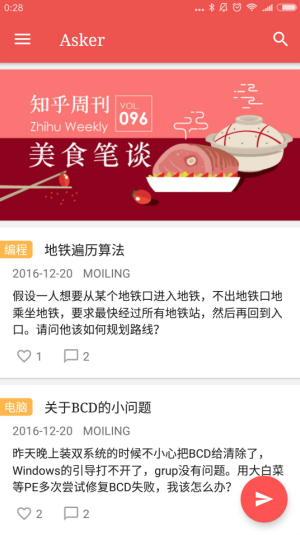 0:28
Asker
知乎周刊
VOL.
096
Zhihu Weekly
美食笔谈
编程 地铁遍历算法
2016-12-20 MOILING
假设一人想要从某个地铁口进入地铁，不出地铁口地
乘坐地铁，要求最快经过所有地铁站，然后再回到入
口。请问他该如何规划路线？
1 2
电脑 关于BCD的小问题
2016-12-20 MOILING
昨天晚上装双系统的时候不小心把BCD给清除了，
Windows的引导打不开了，grup没有问题。用大白菜
等PE多次尝试修复BCD失败，我该怎么办？
2 2